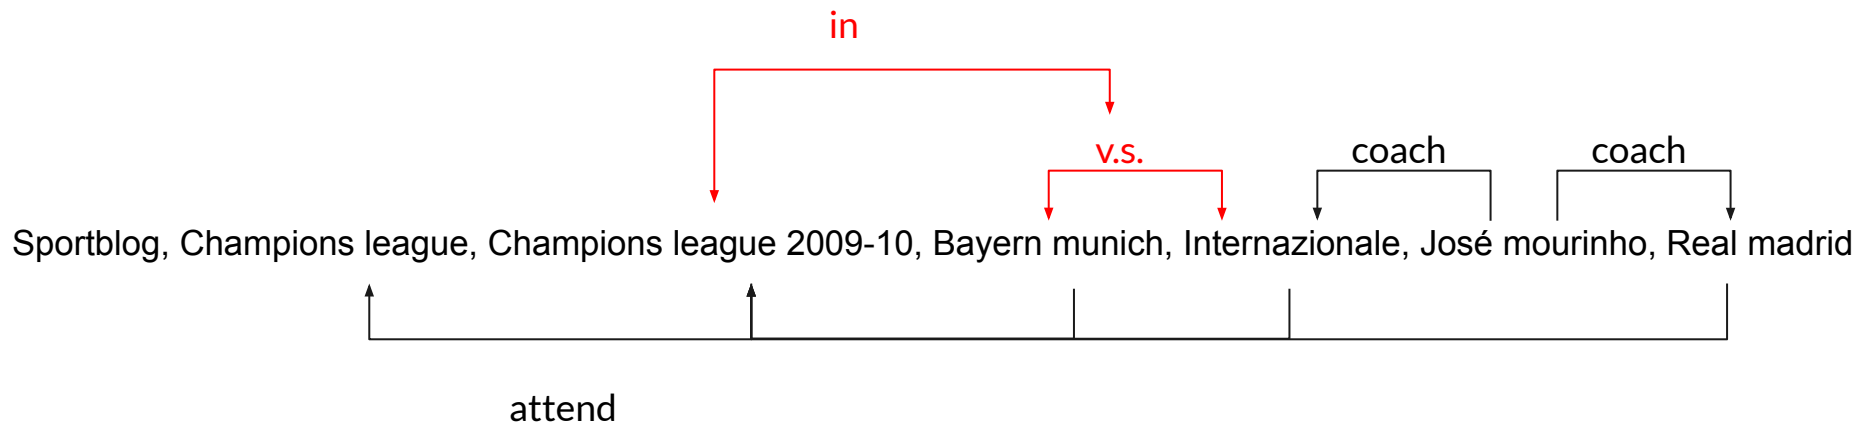 in
v.s. coach coach
Sportblog, Champions league, Champions league 2009-10, Bayern munich, Internazionale, José mourinho, Real madrid
attend